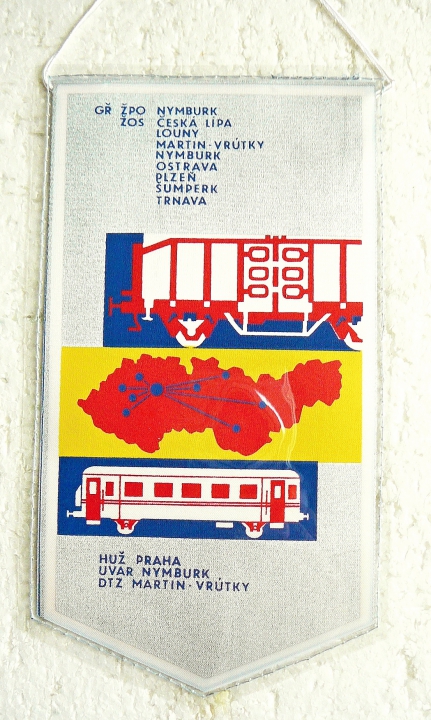 GŘ ŽPO NYMBURK
ŽOS ČESKÁ LÍPA
LOUNY
MARTIN-VRÚTKY
NYMBURK
OSTRAVA
PLZEŇ
ŠUMPERK
TRNAVA
HUŽ PRAHA
UVAR NYMBURK
DTZ MARTIN-VRÚTKY